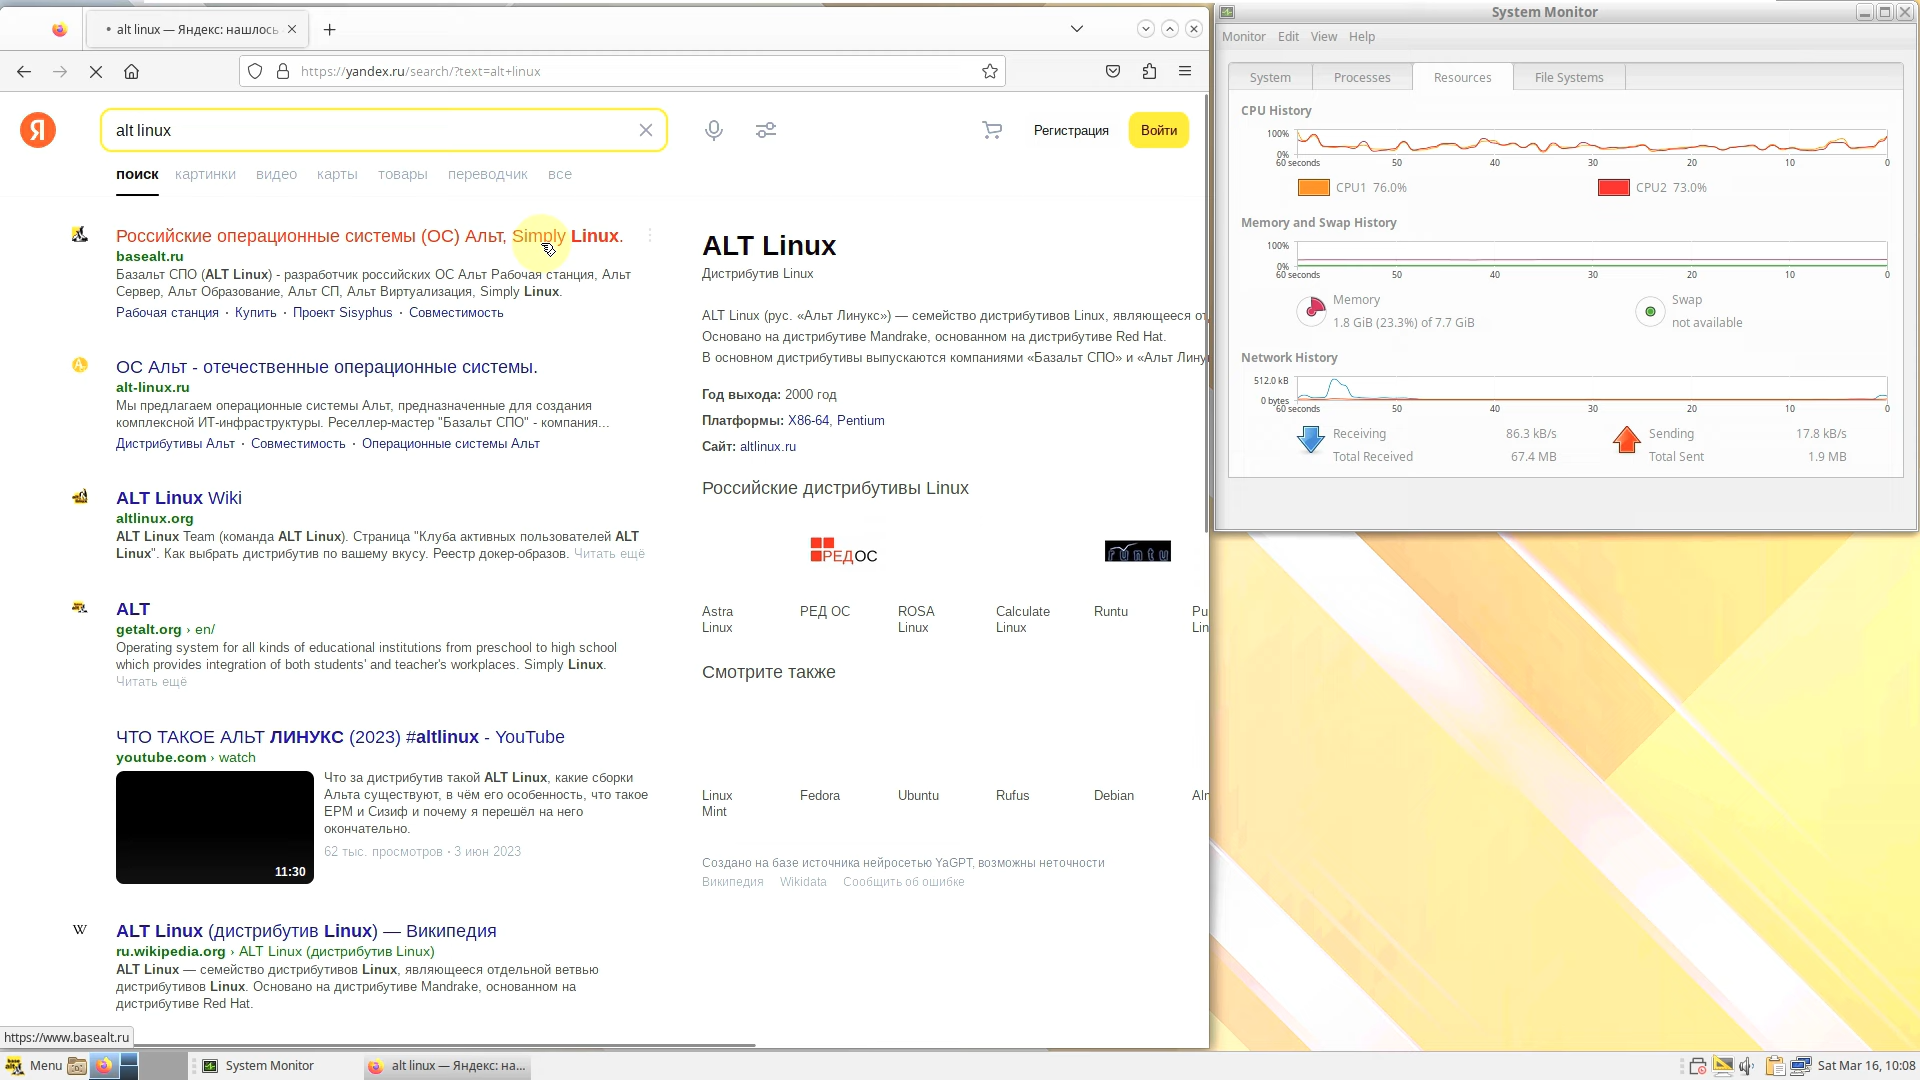 alt linux — Яндекс: нашлось
https://yandex.ru/search/?text=alt+linux
Я
alt linux
Регистрация
Войти
поиск картинки видео карты товары переводчик все
Российские операционные системы (ОС) Альт, Simply Linux.
basealt.ru
Базальт СПО (ALT Linux) - разработчик российских ОС Альт Рабочая станция, Альт
Сервер, Альт Образование, Альт СП, Альт Виртуализация, Simply Linux.
Рабочая станция · Купить · Проект Sisyphus · Совместимость
ОС Альт - отечественные операционные системы.
alt-linux.ru
Мы предлагаем операционные системы Альт, предназначенные для создания
комплексной ИТ-инфраструктуры. Реселлер-мастер "Базальт СПО" - компания...
Дистрибутивы Альт · Совместимость · Операционные системы Альт
ALT Linux Wiki
altlinux.org
ALT Linux Team (команда ALT Linux). Страница "Клуба активных пользователей ALT
Linux". Как выбрать дистрибутив по вашему вкусу. Реестр докер-образов. Читать ещё
ALT
getalt.org › en/
Operating system for all kinds of educational institutions from preschool to high school
which provides integration of both students' and teacher's workplaces. Simply Linux.
Читать ещё
ЧТО ТАКОЕ АЛЬТ ЛИНУКС (2023) #altlinux - YouTube
youtube.com › watch
11:30
Что за дистрибутив такой ALT Linux, какие сборки
Альта существуют, в чём его особенность, что такое
ЕРМ и Сизиф и почему я перешёл на него
окончательно.
62 тыс. просмотров · 3 июн 2023
W
ALT Linux (дистрибутив Linux) — Википедия
ru.wikipedia.org › ALT Linux (дистрибутив Linux)
ALT Linux — семейство дистрибутивов Linux, являющееся отдельной ветвью
дистрибутивов Linux. Основано на дистрибутиве Mandrake, основанном на
дистрибутиве Red Hat.
ALT Linux
Дистрибутив Linux
ALT Linux (рус. «Альт Линукс») — семейство дистрибутивов Linux, являющееся от
Основано на дистрибутиве Mandrake, основанном на дистрибутиве Red Hat.
В основном дистрибутивы выпускаются компаниями «Базальт СПО» и «Альт Лину
Год выхода: 2000 год
Платформы: X86-64, Pentium
Сайт: altlinux.ru
Российские дистрибутивы Linux
РЕДОС
runtu
Astra
Linux
РЕД ОС
ROSA
Linux
Calculate
Linux
Runtu
Pu
Lin
Смотрите также
Linux
Mint
Fedora
Ubuntu
Rufus
Debian
Создано на базе источника нейросетью YaGPT, возможны неточности
Википедия Wikidata Сообщить об ошибке
https://www.basealt.ru
System Monitor
Monitor Edit View Help
System Processes Resources File Systems
CPU History
100%
0%
60 seconds 50 40 30 20 10 0
CPU1 76.0%
CPU2 73.0%
Memory and Swap History
100%
0%
60 seconds 50 40 30 20 10 0
Memory
1.8 GiB (23.3%) of 7.7 GiB
Swap
not available
Network History
512.0 kB
0 bytes
60 seconds 50 40 30 20 10 0
Receiving 86.3 kB/s
Total Received 67.4 MB
Sending 17.8 kB/s
Total Sent 1.9 MB
Menu
System Monitor
alt linux — Яндекс: на...
Sat Mar 16, 10:08